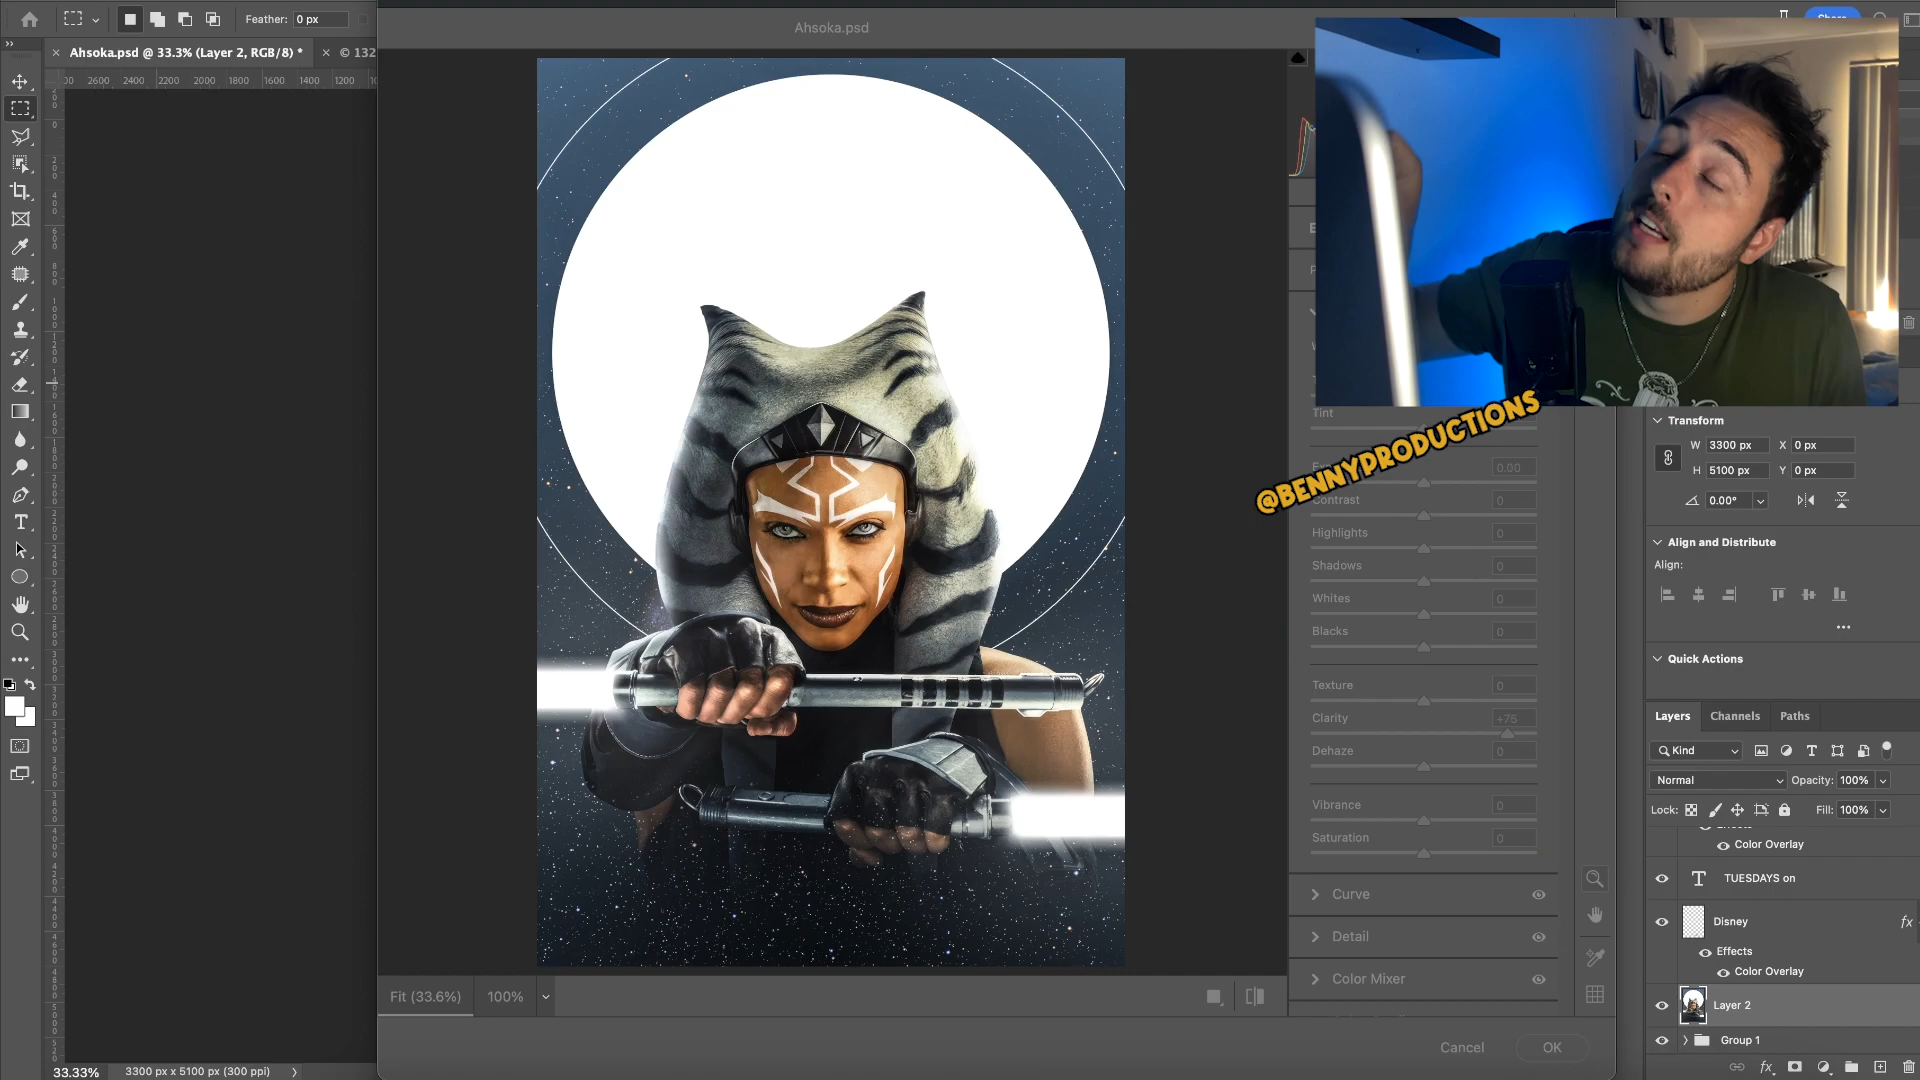 Feather: 0 px
Ahsoka.psd
Share
Ahsoka.psd @ 33.3% (Layer 2, RGB/8) *
© 132
2600 2400 2200 2000 1800 1600 1400 1200
@BENNYPRODUCTIONS
Tint
0.00
Contrast 0
Highlights 0
Shadows 0
Whites 0
Blacks 0
Texture 0
Clarity +75
Dehaze 0
Vibrance 0
Saturation 0
Curve
Detail
Color Mixer
Transform
W 3300 px X 0 px
H 5100 px Y 0 px
0.00°
Align and Distribute
Align:
Quick Actions
Layers Channels Paths
Kind
Normal Opacity: 100%
Lock: Fill: 100%
Effects
Color Overlay
TUESDAYS on
Disney fx
Effects
Color Overlay
Layer 2
Group 1
fx
Fit (33.6%) 100%
Cancel OK
33.33% 3300 px x 5100 px (300 ppi)